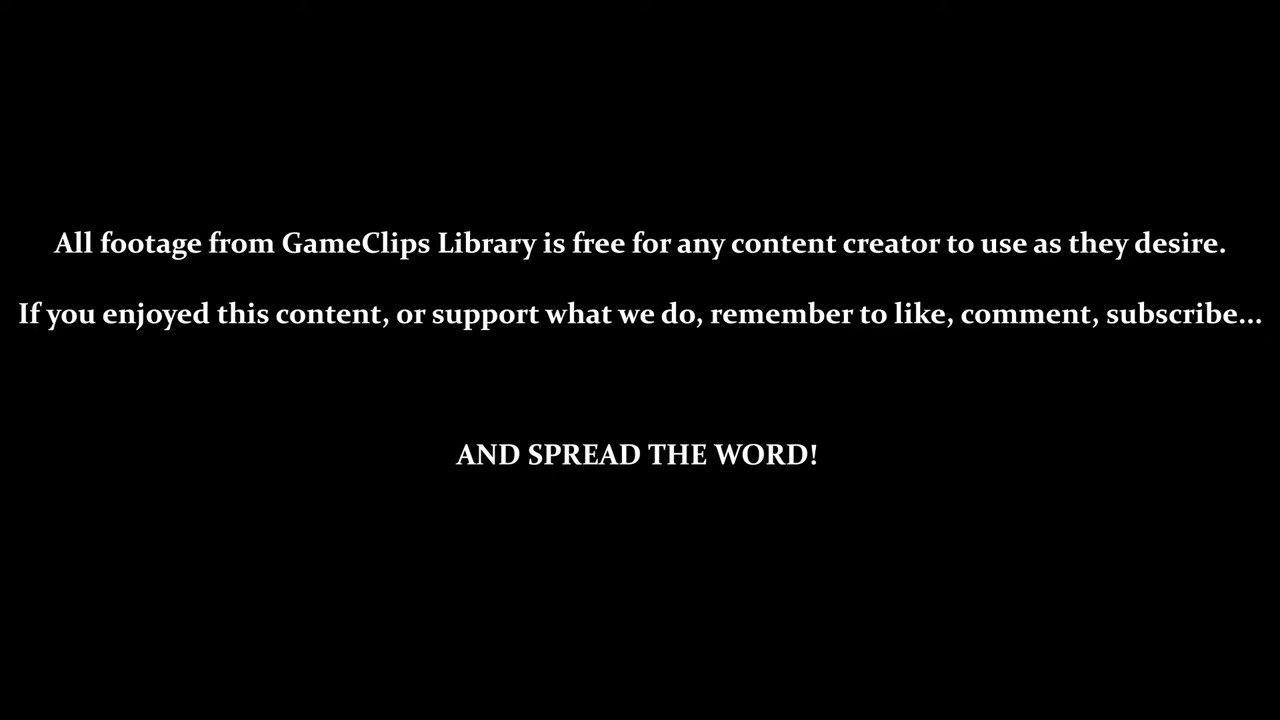 All footage from GameClips Library is free for any content creator to use as they desire.
If you enjoyed this content, or support what we do, remember to like, comment, subscribe...
AND SPREAD THE WORD!